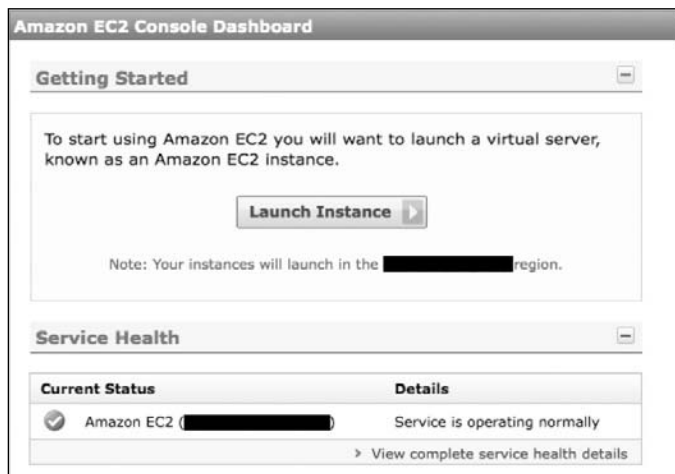 Amazon EC2 Console Dashboard
Getting Started
To start using Amazon EC2 you will want to launch a virtual server,
known as an Amazon EC2 instance.
Launch Instance
Note: Your instances will launch in the region.
Service Health
Current Status Details
Amazon EC2 ( ) Service is operating normally
> View complete service health details